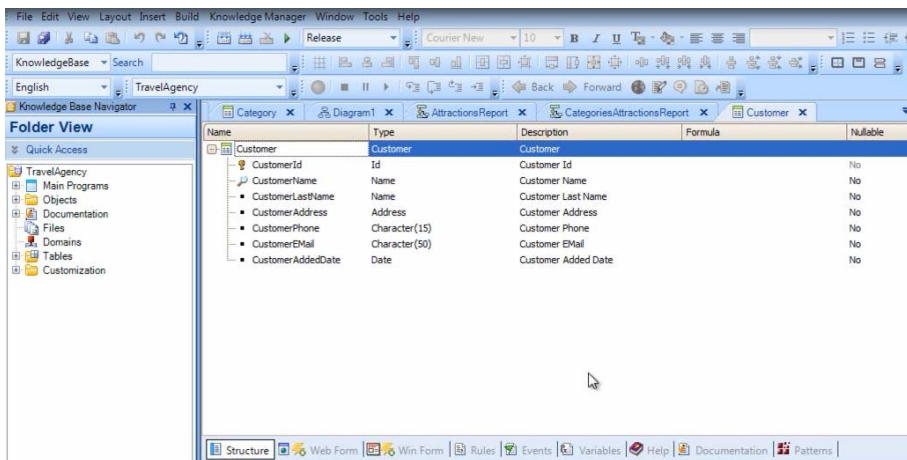 File Edit View Layout Insert Build Knowledge Manager Window Tools Help
Release Courier New 10 B I U
KnowledgeBase Search
English TravelAgency Back Forward
Knowledge Base Navigator
Category Diagram1 AttractionsReport CategoriesAttractionsReport Customer
Folder View
Name Type Description Formula Nullable
Quick Access
Customer Customer Customer
TravelAgency
Main Programs
Objects
Documentation
Files
Domains
Tables
Customization
CustomerId Id Customer Id No
CustomerName Name Customer Name No
CustomerLastName Name Customer Last Name No
CustomerAddress Address Customer Address No
CustomerPhone Character(15) Customer Phone No
CustomerEMail Character(50) Customer EMail No
CustomerAddedDate Date Customer Added Date No
Structure Web Form Win Form Rules Events Variables Help Documentation Patterns